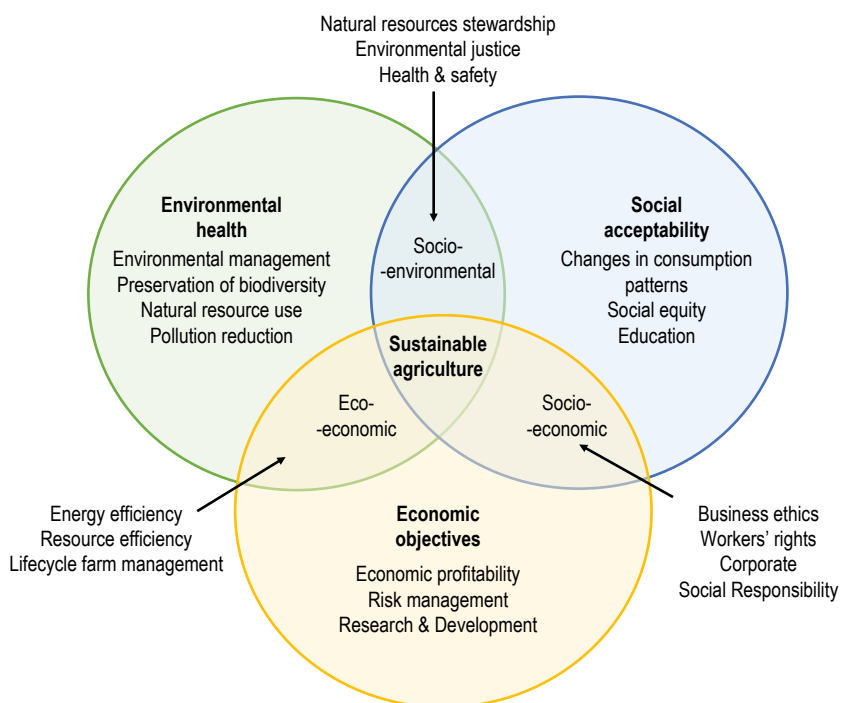 Natural resources stewardship
Environmental justice
Health & safety
Environmental
health
Environmental management
Preservation of biodiversity
Natural resource use
Pollution reduction
Socio-
-environmental
Social
acceptability
Changes in consumption
patterns
Social equity
Education
Sustainable
agriculture
Eco-
-economic
Socio-
-economic
Energy efficiency
Resource efficiency
Lifecycle farm management
Economic
objectives
Economic profitability
Risk management
Research & Development
Business ethics
Workers’ rights
Corporate
Social Responsibility